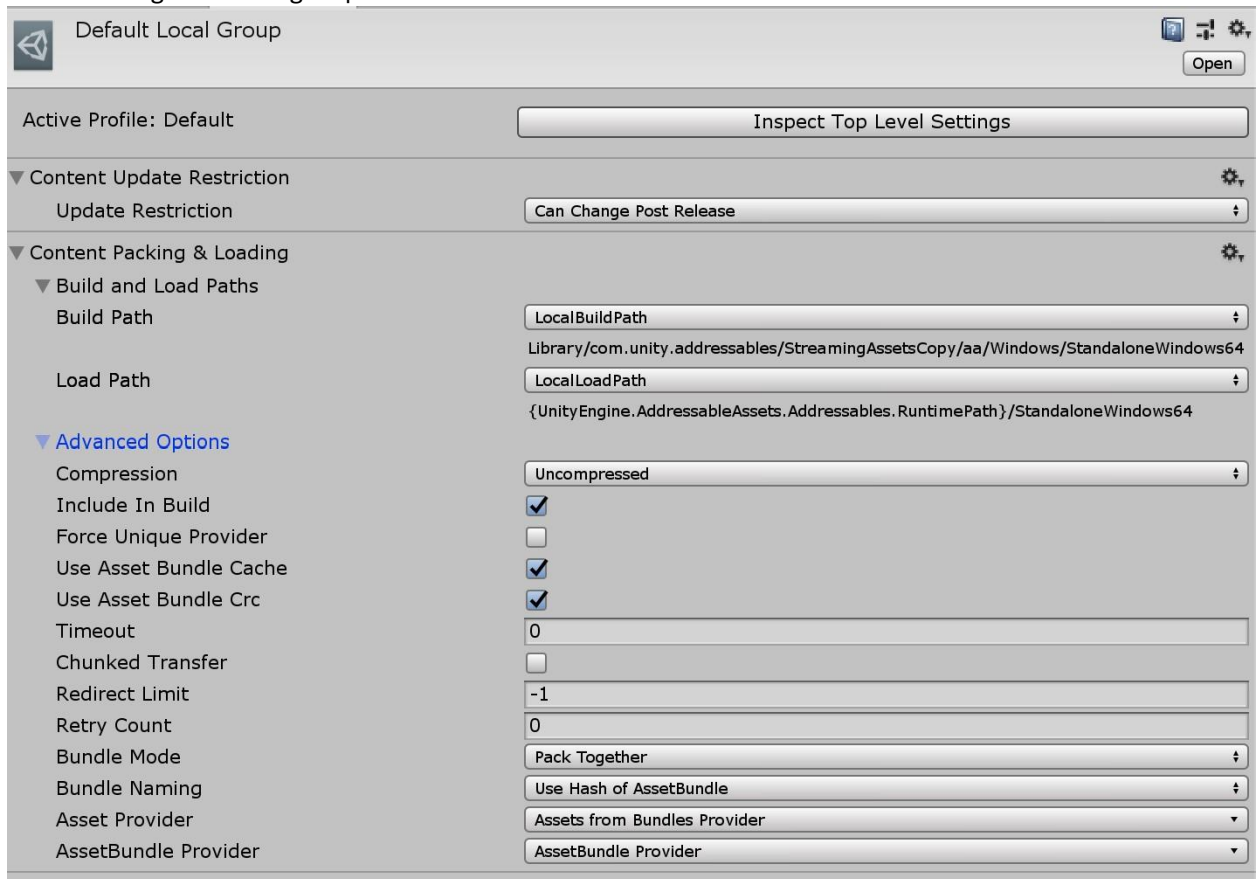 Default Local Group
Open
Active Profile: Default
Inspect Top Level Settings
Content Update Restriction
Update Restriction Can Change Post Release
Content Packing & Loading
Build and Load Paths
Build Path LocalBuildPath
Library/com.unity.addressables/StreamingAssetsCopy/aa/Windows/StandaloneWindows64
Load Path LocalLoadPath
{UnityEngine.AddressableAssets.Addressables.RuntimePath}/StandaloneWindows64
Advanced Options
Compression Uncompressed
Include In Build
Force Unique Provider
Use Asset Bundle Cache
Use Asset Bundle Crc
Timeout 0
Chunked Transfer
Redirect Limit -1
Retry Count 0
Bundle Mode Pack Together
Bundle Naming Use Hash of AssetBundle
Asset Provider Assets from Bundles Provider
AssetBundle Provider AssetBundle Provider